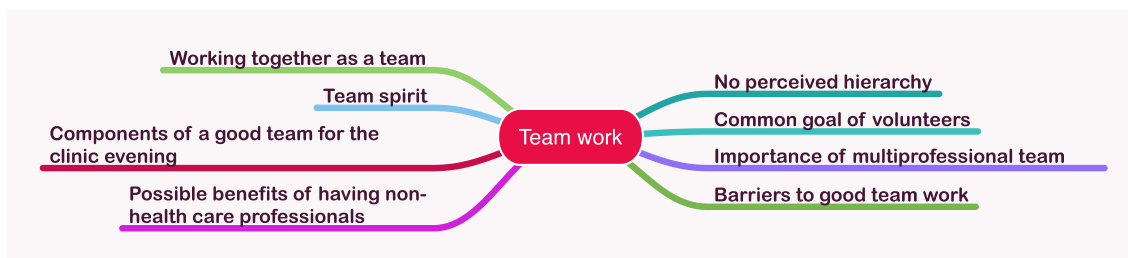 Working together as a team
Team spirit
Components of a good team for the
clinic evening
Possible benefits of having non-
health care professionals
Team work
No perceived hierarchy
Common goal of volunteers
Importance of multiprofessional team
Barriers to good team work